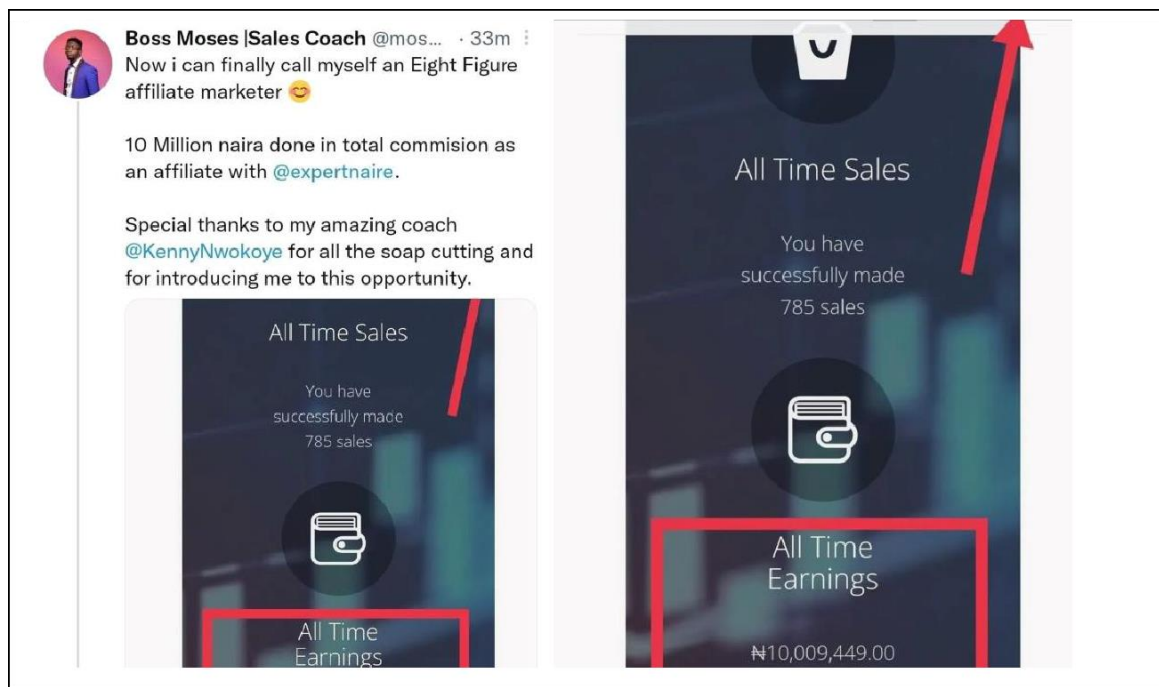 Boss Moses |Sales Coach @mos... · 33m
Now i can finally call myself an Eight Figure
affiliate marketer 😊
10 Million naira done in total commision as
an affiliate with @expertnaire.
Special thanks to my amazing coach
@KennyNwokoye for all the soap cutting and
for introducing me to this opportunity.
All Time Sales
You have
successfully made
785 sales
All Time
Earnings
All Time Sales
You have
successfully made
785 sales
All Time
Earnings
₦10,009,449.00